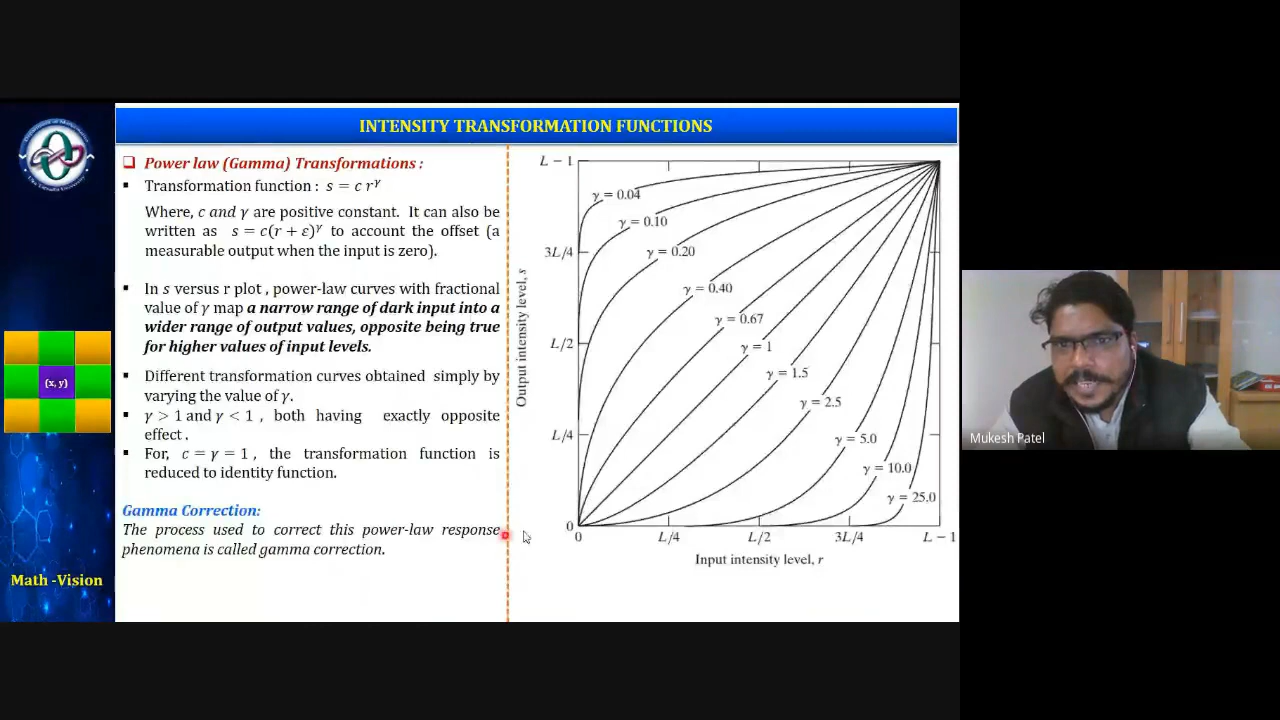 INTENSITY TRANSFORMATION FUNCTIONS
❑ Power law (Gamma) Transformations :
▪ Transformation function : s = c r^γ
Where, c and γ are positive constant. It can also be
written as s = c(r + ε)^γ to account the offset (a
measurable output when the input is zero).
▪ In s versus r plot , power-law curves with fractional
value of γ map a narrow range of dark input into a
wider range of output values, opposite being true
for higher values of input levels.
▪ Different transformation curves obtained simply by
varying the value of γ.
▪ γ > 1 and γ < 1 , both having exactly opposite
effect .
▪ For, c = γ = 1 , the transformation function is
reduced to identity function.
Gamma Correction:
The process used to correct this power-law response
phenomena is called gamma correction.
(x, y)
Math -Vision
L − 1
3L/4
L/2
L/4
0
Output intensity level, s
γ = 0.04
γ = 0.10
γ = 0.20
γ = 0.40
γ = 0.67
γ = 1
γ = 1.5
γ = 2.5
γ = 5.0
γ = 10.0
γ = 25.0
0 L/4 L/2 3L/4 L − 1
Input intensity level, r
Mukesh Patel